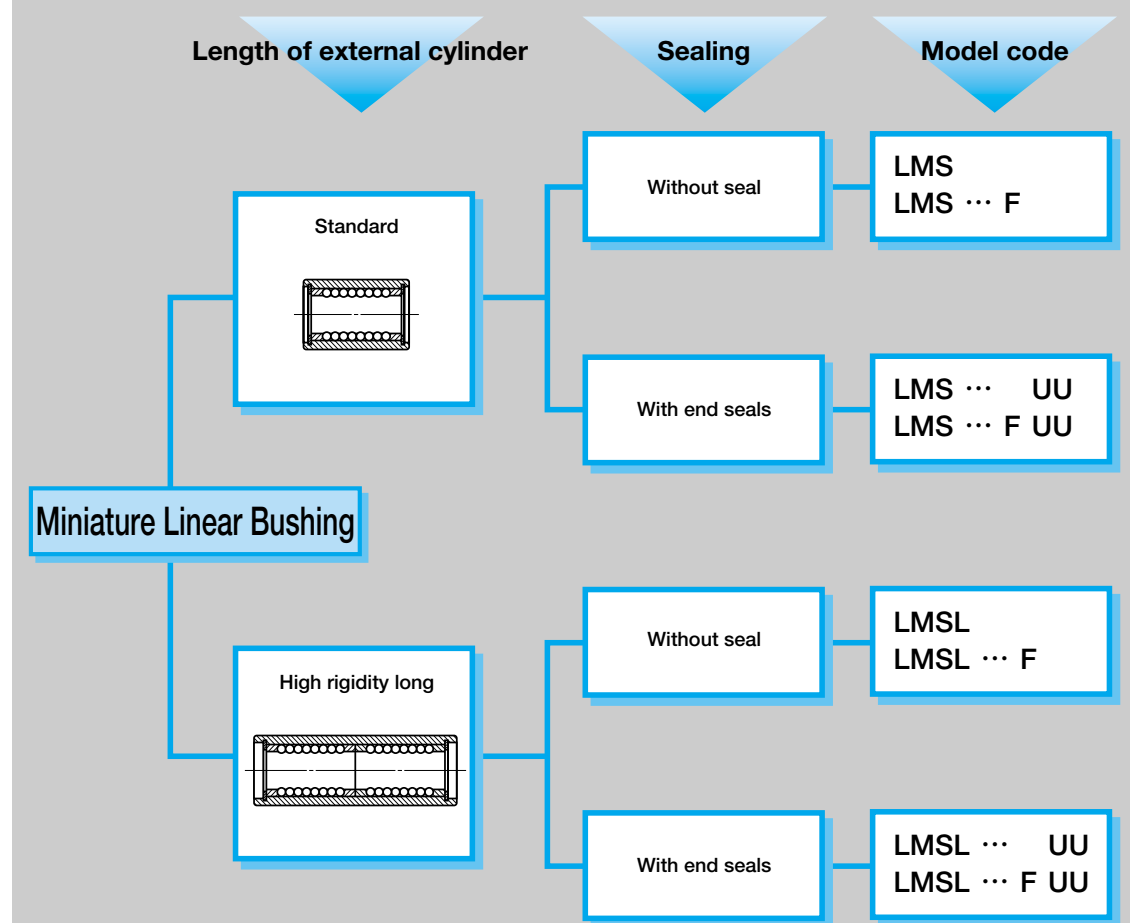 Length of external cylinder
Sealing
Model code
Miniature Linear Bushing
Standard
Without seal
LMS
LMS ··· F
With end seals
LMS ··· UU
LMS ··· F UU
High rigidity long
Without seal
LMSL
LMSL ··· F
With end seals
LMSL ··· UU
LMSL ··· F UU